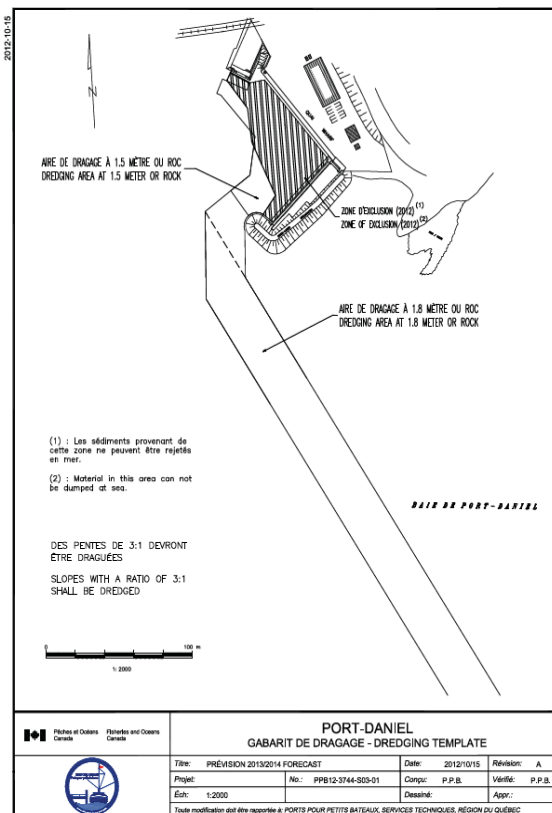 2012-10-15
N
AIRE DE DRAGAGE À 1.5 MÈTRE OU ROC
DREDGING AREA AT 1.5 METER OR ROCK
ZONE D'EXCLUSION (2012) (1)
ZONE OF EXCLUSION (2012) (2)
AIRE DE DRAGAGE À 1.8 MÈTRE OU ROC
DREDGING AREA AT 1.8 METER OR ROCK
(1) : Les sédiments provenant de
cette zone ne peuvent être rejetés
en mer.
(2) : Material in this area can not
be dumped at sea.
BAIE DE PORT-DANIEL
DES PENTES DE 3:1 DEVRONT
ÊTRE DRAGUÉES
SLOPES WITH A RATIO OF 3:1
SHALL BE DREDGED
0 100 m
1: 2000
Pêches et Océans Canada
Fisheries and Oceans Canada
PORT-DANIEL
GABARIT DE DRAGAGE - DREDGING TEMPLATE
Titre: PRÉVISION 2013/2014 FORECAST Date: 2012/10/15 Révision: A
Projet: No.: PPB12-3744-S03-01 Conçu: P.P.B. Vérifié: P.P.B.
Éch: 1:2000 Dessiné: Appr.:
Toute modification doit être rapportée à: PORTS POUR PETITS BATEAUX, SERVICES TECHNIQUES, RÉGION DU QUÉBEC